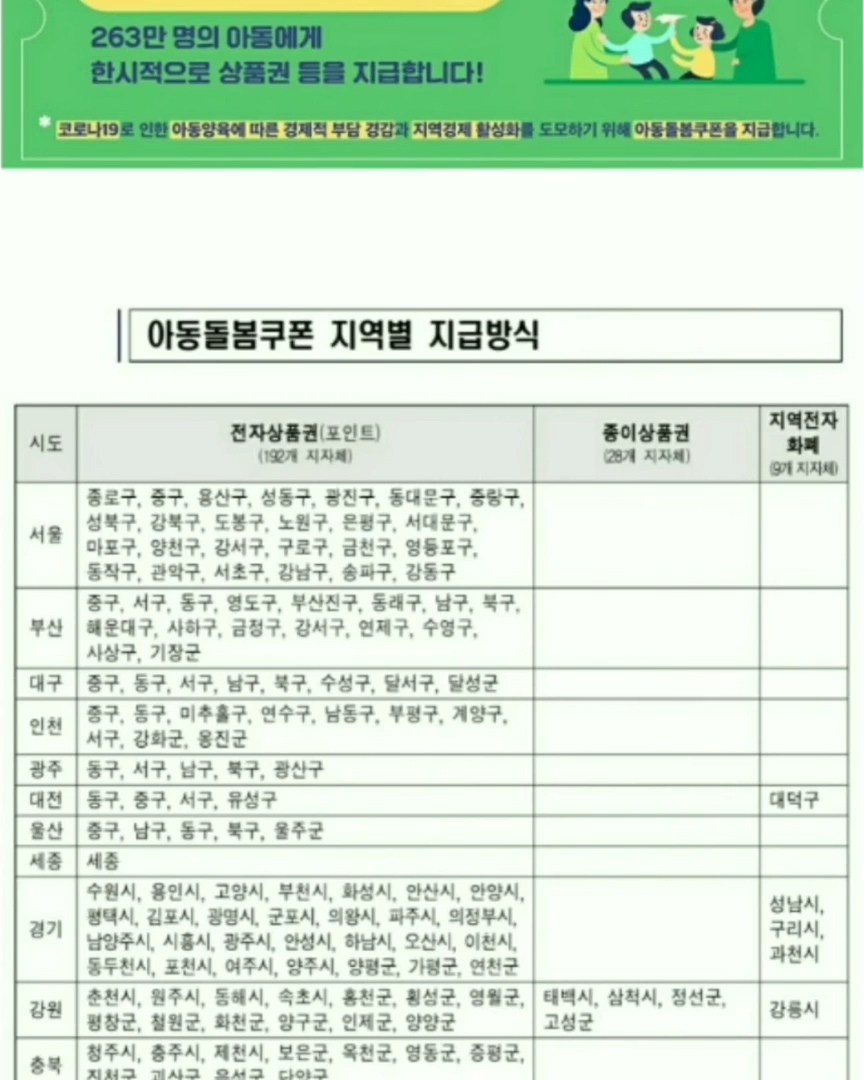 263만 명의 아동에게
한시적으로 상품권 등을 지급합니다!
* 코로나19로 인한 아동양육에 따른 경제적 부담 경감과 지역경제 활성화를 도모하기 위해 아동돌봄쿠폰을 지급합니다.
아동돌봄쿠폰 지역별 지급방식
시도
전자상품권(포인트)
(192개 지자체)
종이상품권
(28개 지자체)
지역전자
화폐
(9개 지자체)
서울
종로구, 중구, 용산구, 성동구, 광진구, 동대문구, 중랑구,
성북구, 강북구, 도봉구, 노원구, 은평구, 서대문구,
마포구, 양천구, 강서구, 구로구, 금천구, 영등포구,
동작구, 관악구, 서초구, 강남구, 송파구, 강동구
부산
중구, 서구, 동구, 영도구, 부산진구, 동래구, 남구, 북구,
해운대구, 사하구, 금정구, 강서구, 연제구, 수영구,
사상구, 기장군
대구
중구, 동구, 서구, 남구, 북구, 수성구, 달서구, 달성군
인천
중구, 동구, 미추홀구, 연수구, 남동구, 부평구, 계양구,
서구, 강화군, 옹진군
광주
동구, 서구, 남구, 북구, 광산구
대전
동구, 중구, 서구, 유성구
대덕구
울산
중구, 남구, 동구, 북구, 울주군
세종
세종
경기
수원시, 용인시, 고양시, 부천시, 화성시, 안산시, 안양시,
평택시, 김포시, 광명시, 군포시, 의왕시, 파주시, 의정부시,
남양주시, 시흥시, 광주시, 안성시, 하남시, 오산시, 이천시,
동두천시, 포천시, 여주시, 양주시, 양평군, 가평군, 연천군
성남시,
구리시,
과천시
강원
춘천시, 원주시, 동해시, 속초시, 홍천군, 횡성군, 영월군,
평창군, 철원군, 화천군, 양구군, 인제군, 양양군
태백시, 삼척시, 정선군,
고성군
강릉시
충북
청주시, 충주시, 제천시, 보은군, 옥천군, 영동군, 증평군,
진천군, 괴산군, 음성군, 단양군